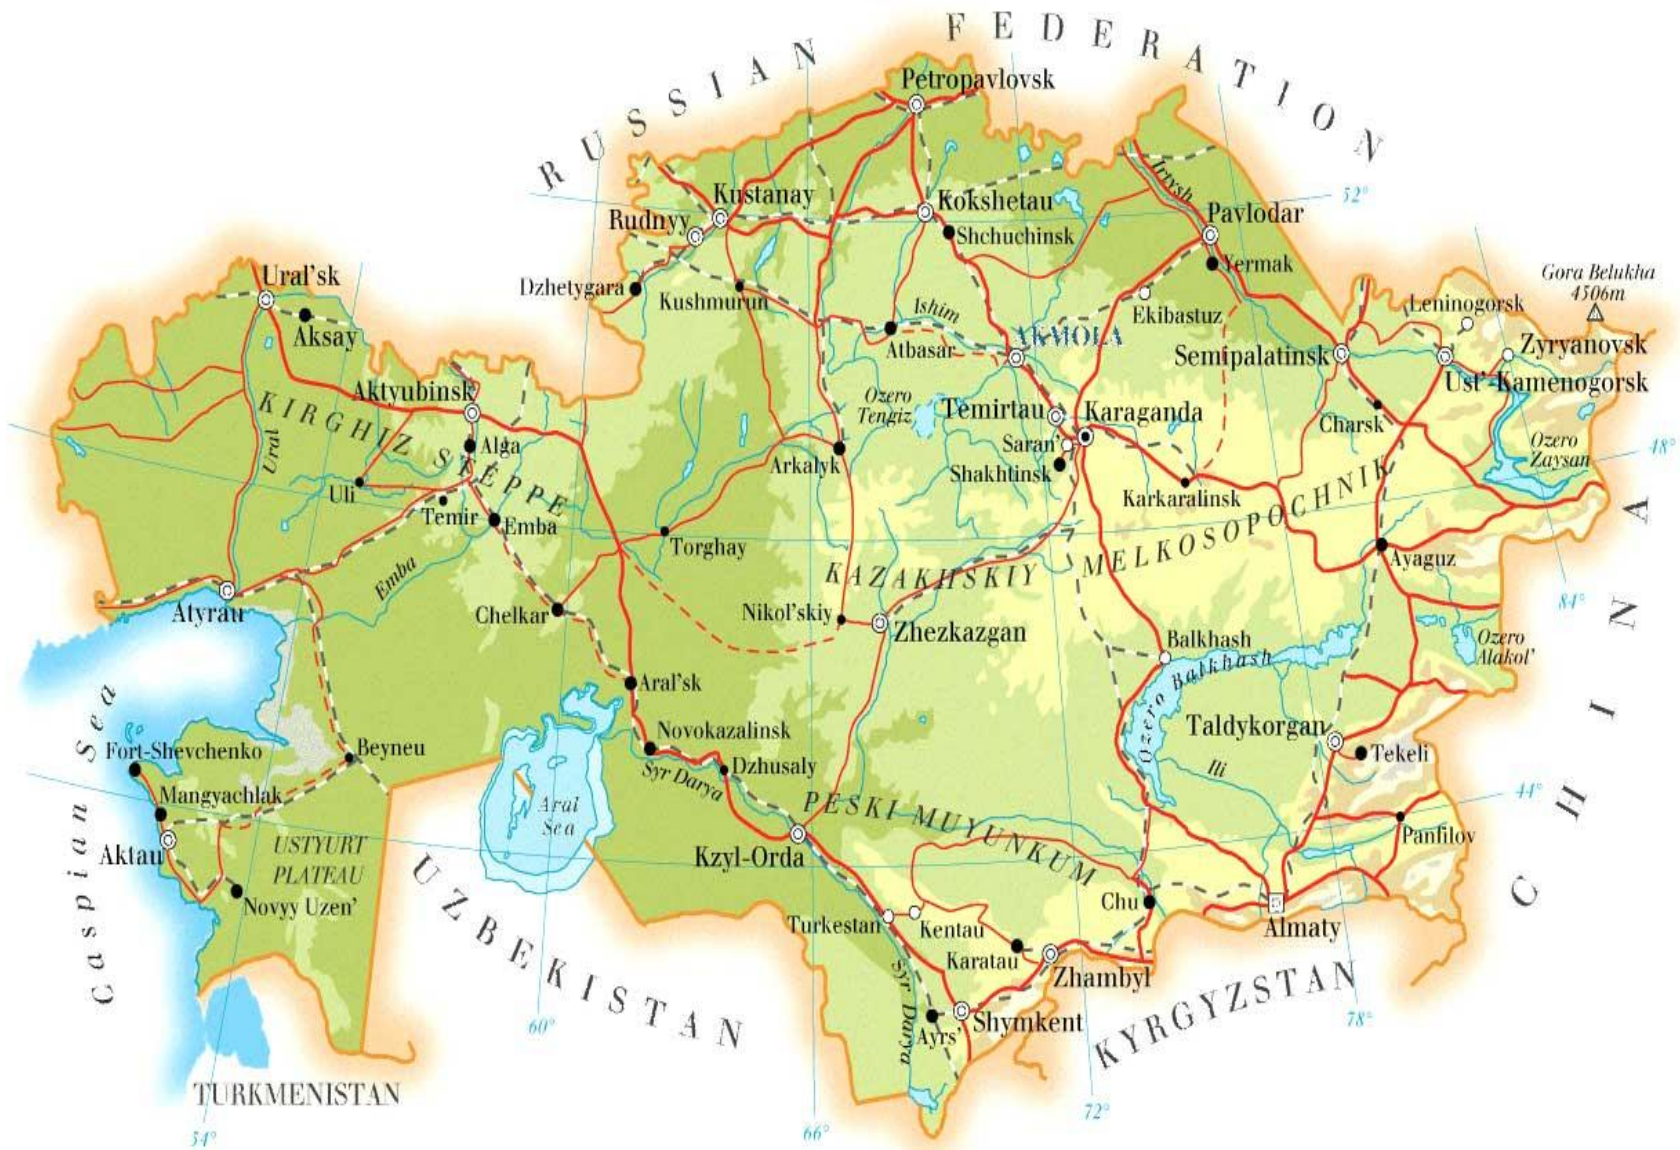 RUSSIAN FEDERATION
Petropavlovsk
Irtysh
52°
Kustanay
Kokshetau
Rudnyy
Pavlodar
Shchuchinsk
Yermak
Ural'sk
Gora Belukha
4506m
Dzhetygara
Kushmurun
Ishim
Ekibastuz
Leninogorsk
Aksay
AKMOLA
Atbasar
Semipalatinsk
Zyryanovsk
Ust'-Kamenogorsk
Aktyubinsk
Ozero
Tengiz
Temirtau
Karaganda
Charsk
KIRGHIZ STEPPE
Ural
Alga
Saran'
Arkalyk
Shakhtinsk
Ozero
Zaysan
48°
Uli
Temir
Emba
Karkaralinsk
Torghay
KAZAKHSKIY MELKOSOPOCHNIK
Ayaguz
Emba
Atyrau
Chelkar
Nikol'skiy
Zhezkazgan
84°
Balkhash
Ozero Balkhash
Ozero
Alakol'
CHINA
Aral'sk
Caspian Sea
Fort-Shevchenko
Beyneu
Novokazalinsk
Taldykorgan
Tekeli
Syr Darya
Dzhusaly
Ili
Mangyachlak
Aral
Sea
PESKI MUYUNKUM
44°
Panfilov
Aktau
USTYURT
PLATEAU
Kzyl-Orda
Novyy Uzen'
UZBEKISTAN
Turkestan
Kentau
Chu
Almaty
Karatau
Zhambyl
Syr Darya
KYRGYZSTAN
Shymkent
Ayrs'
60°
78°
TURKMENISTAN
54°
66°
72°